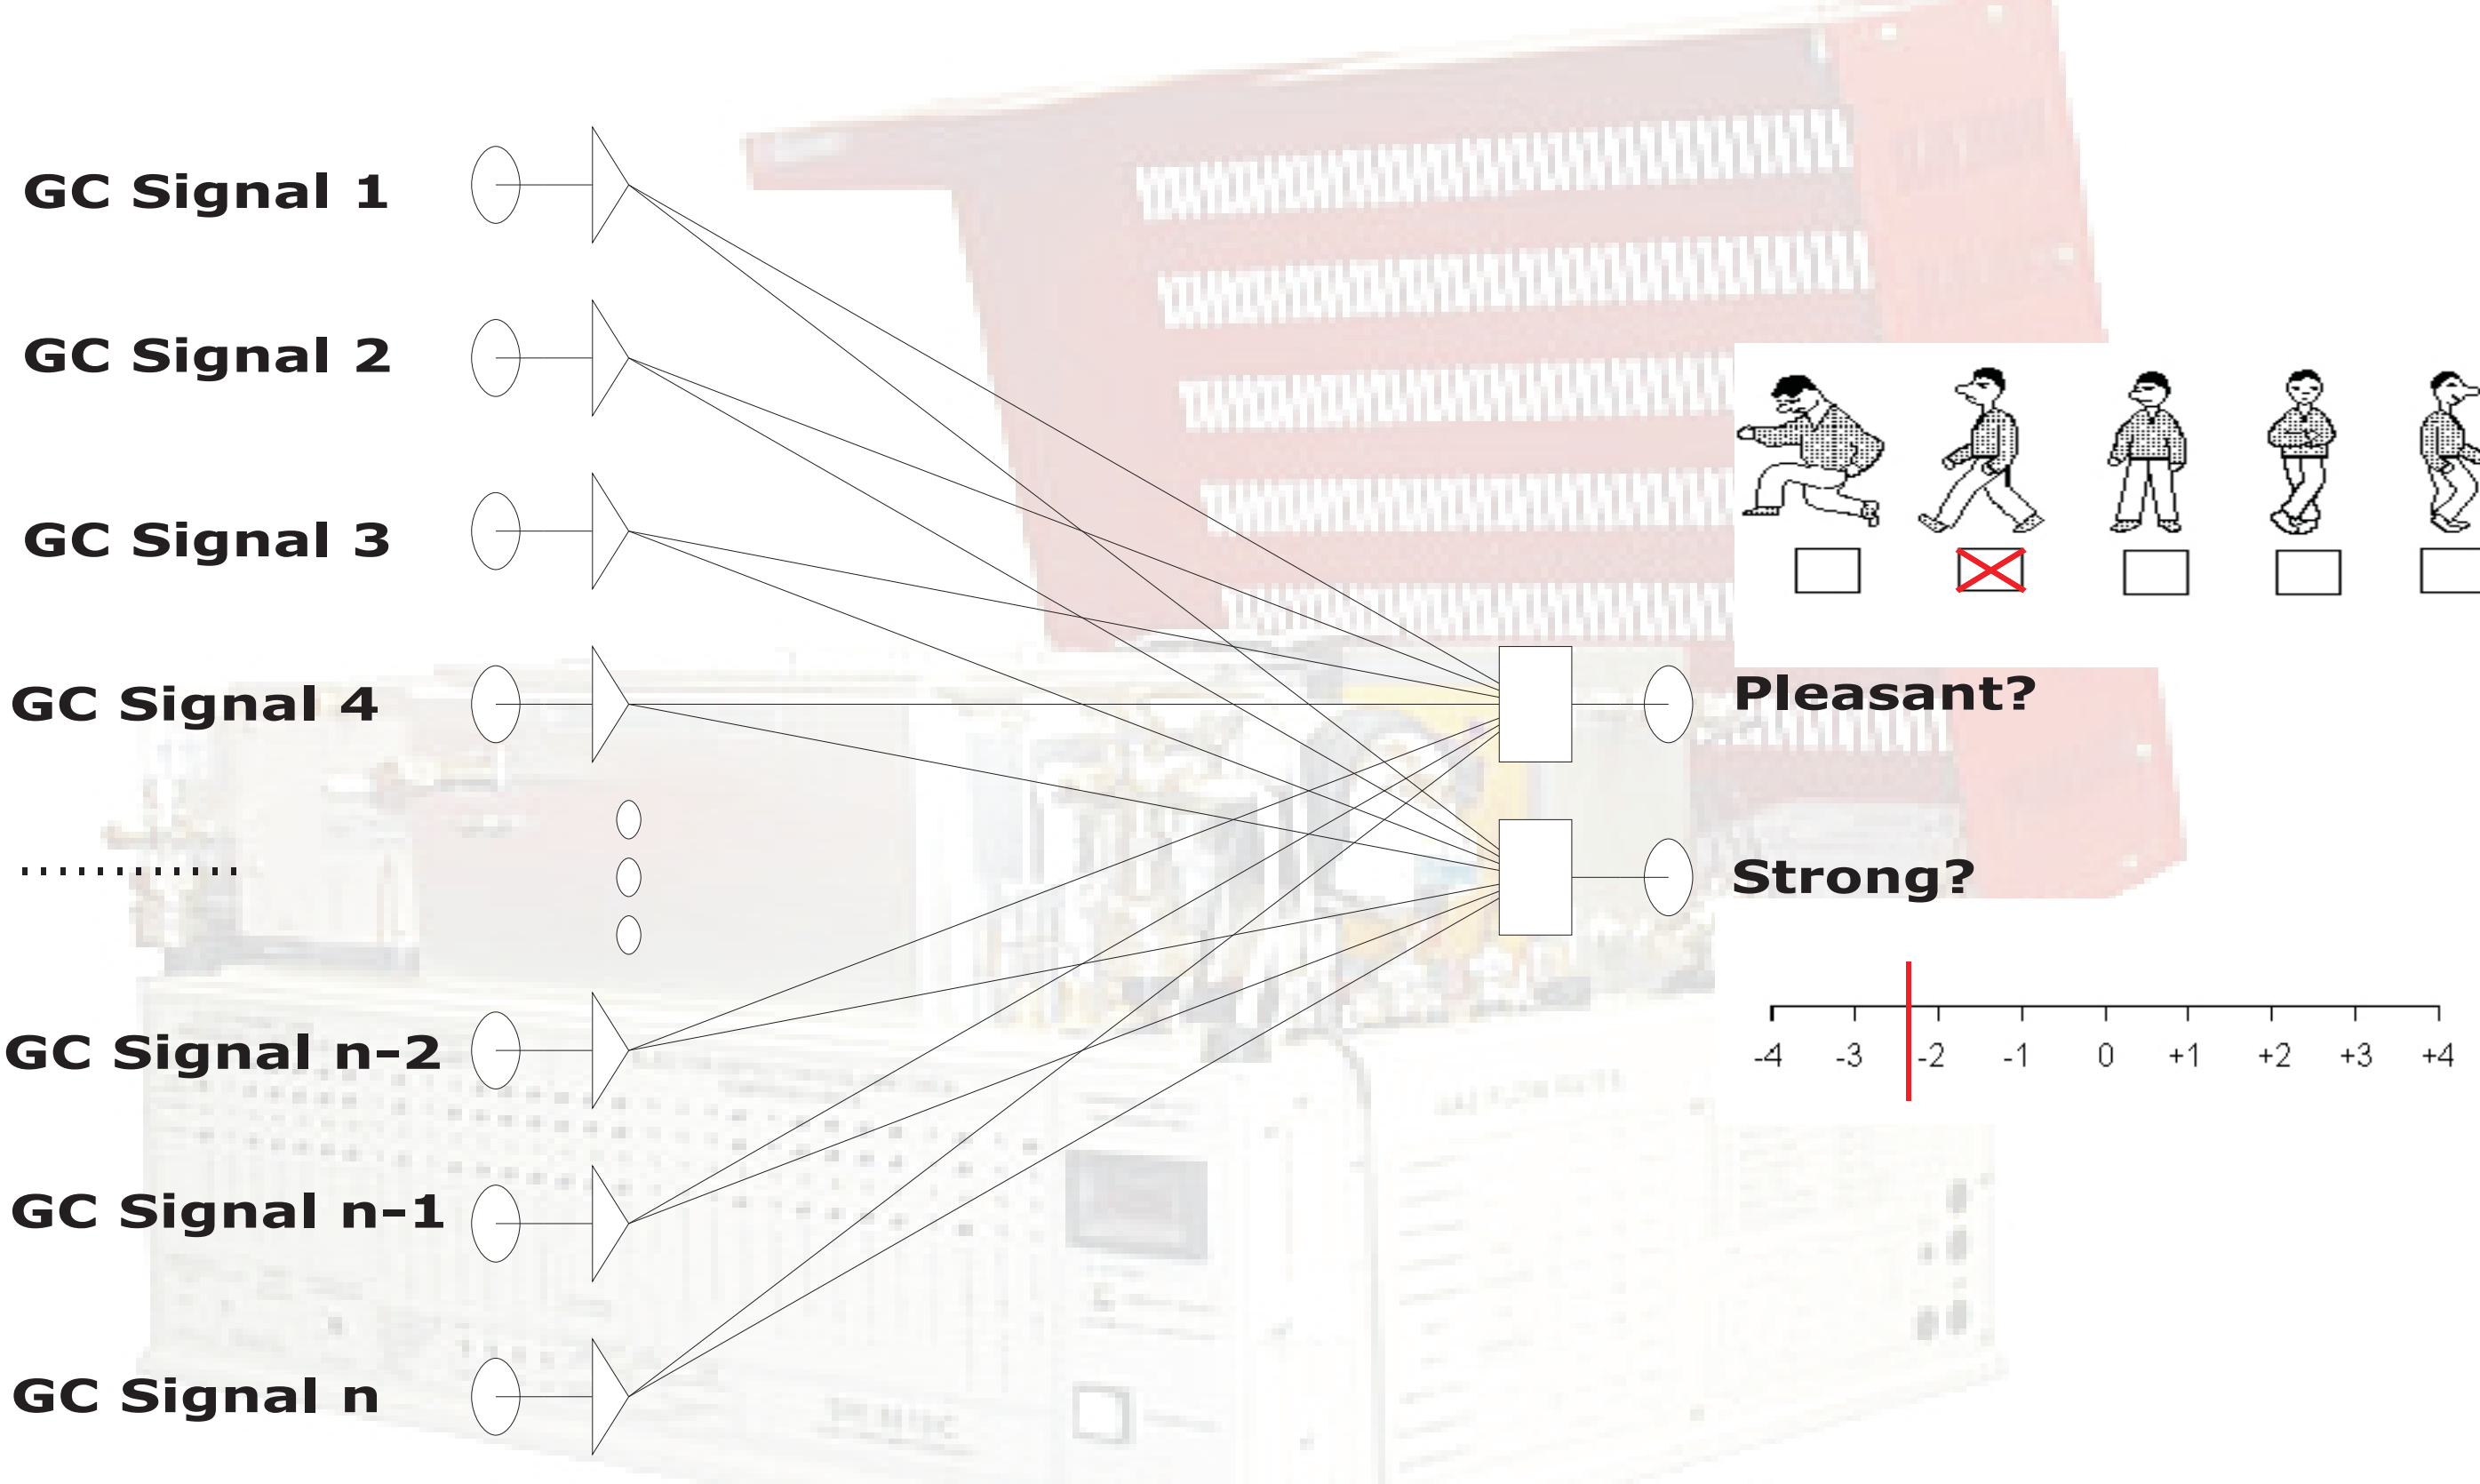 GC Signal 1
GC Signal 2
GC Signal 3
GC Signal 4
............
GC Signal n-2
GC Signal n-1
GC Signal n
Pleasant?
Strong?
-4 -3 -2 -1 0 +1 +2 +3 +4